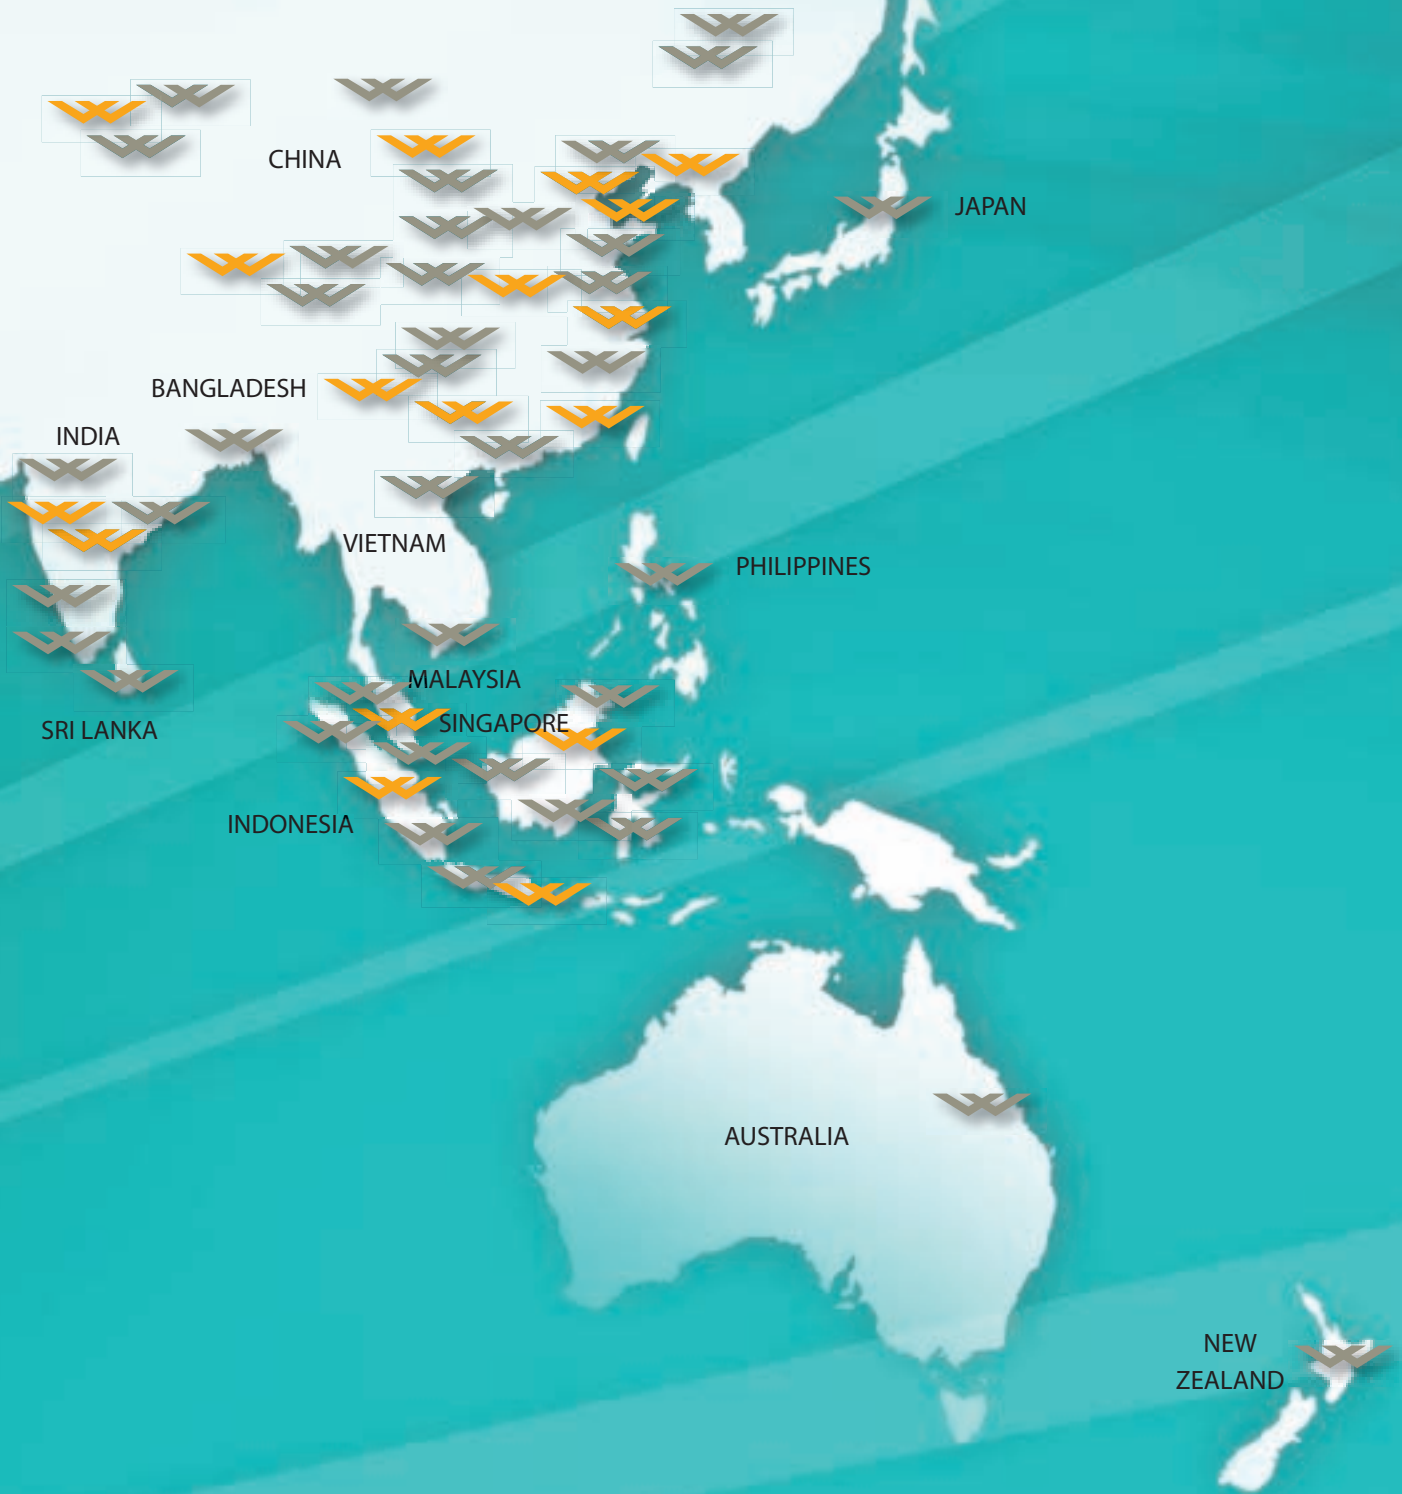 CHINA
JAPAN
BANGLADESH
INDIA
VIETNAM
PHILIPPINES
MALAYSIA
SINGAPORE
SRI LANKA
INDONESIA
AUSTRALIA
NEW
ZEALAND